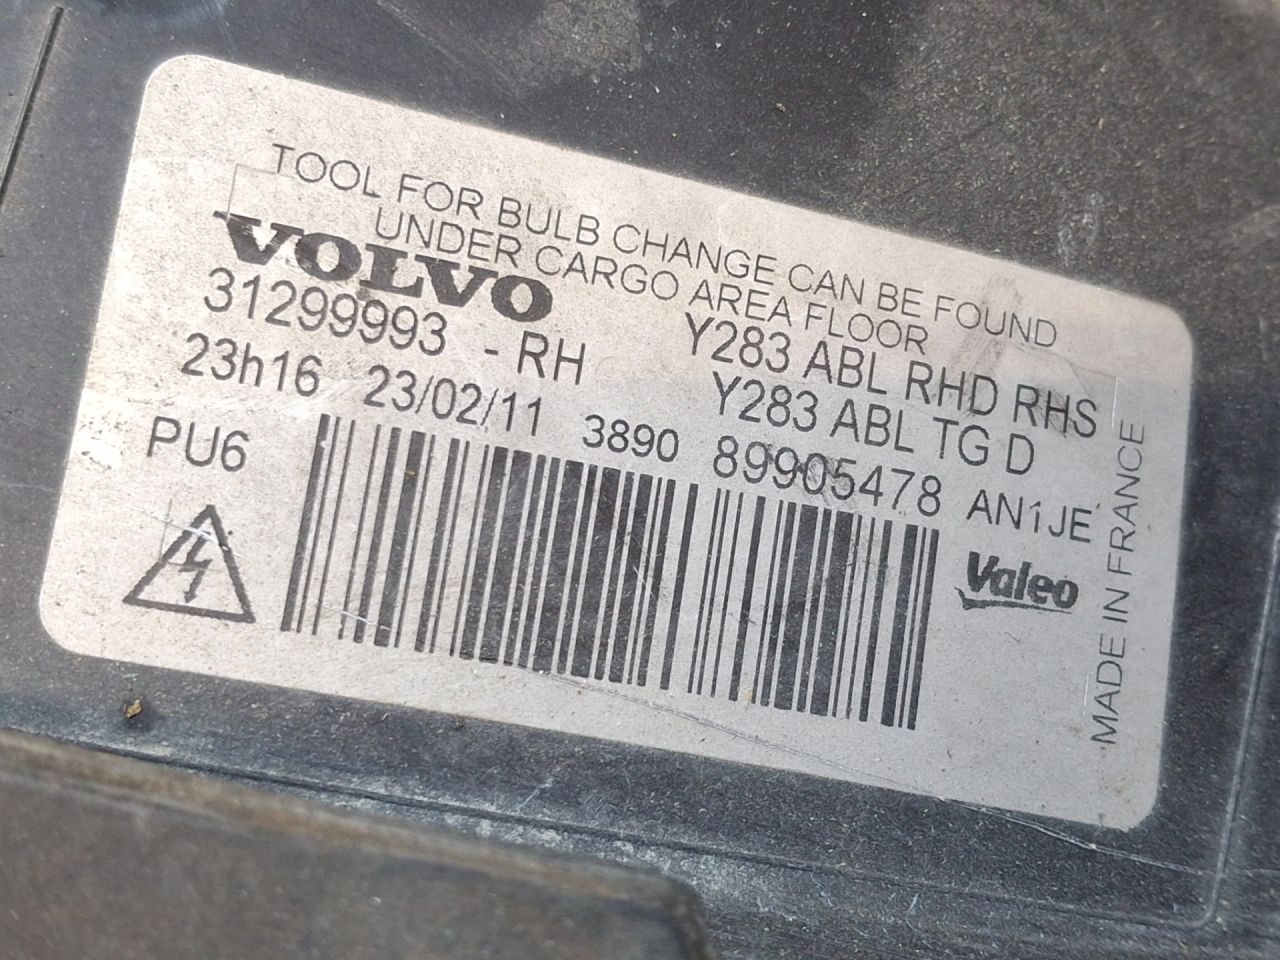 TOOL FOR BULB CHANGE CAN BE FOUND
UNDER CARGO AREA FLOOR
VOLVO
31299993 - RH
Y283 ABL RHD RHS
23h16 23/02/11
Y283 ABL TG D
PU6
3890 89905478 AN1JE
Valeo
MADE IN FRANCE